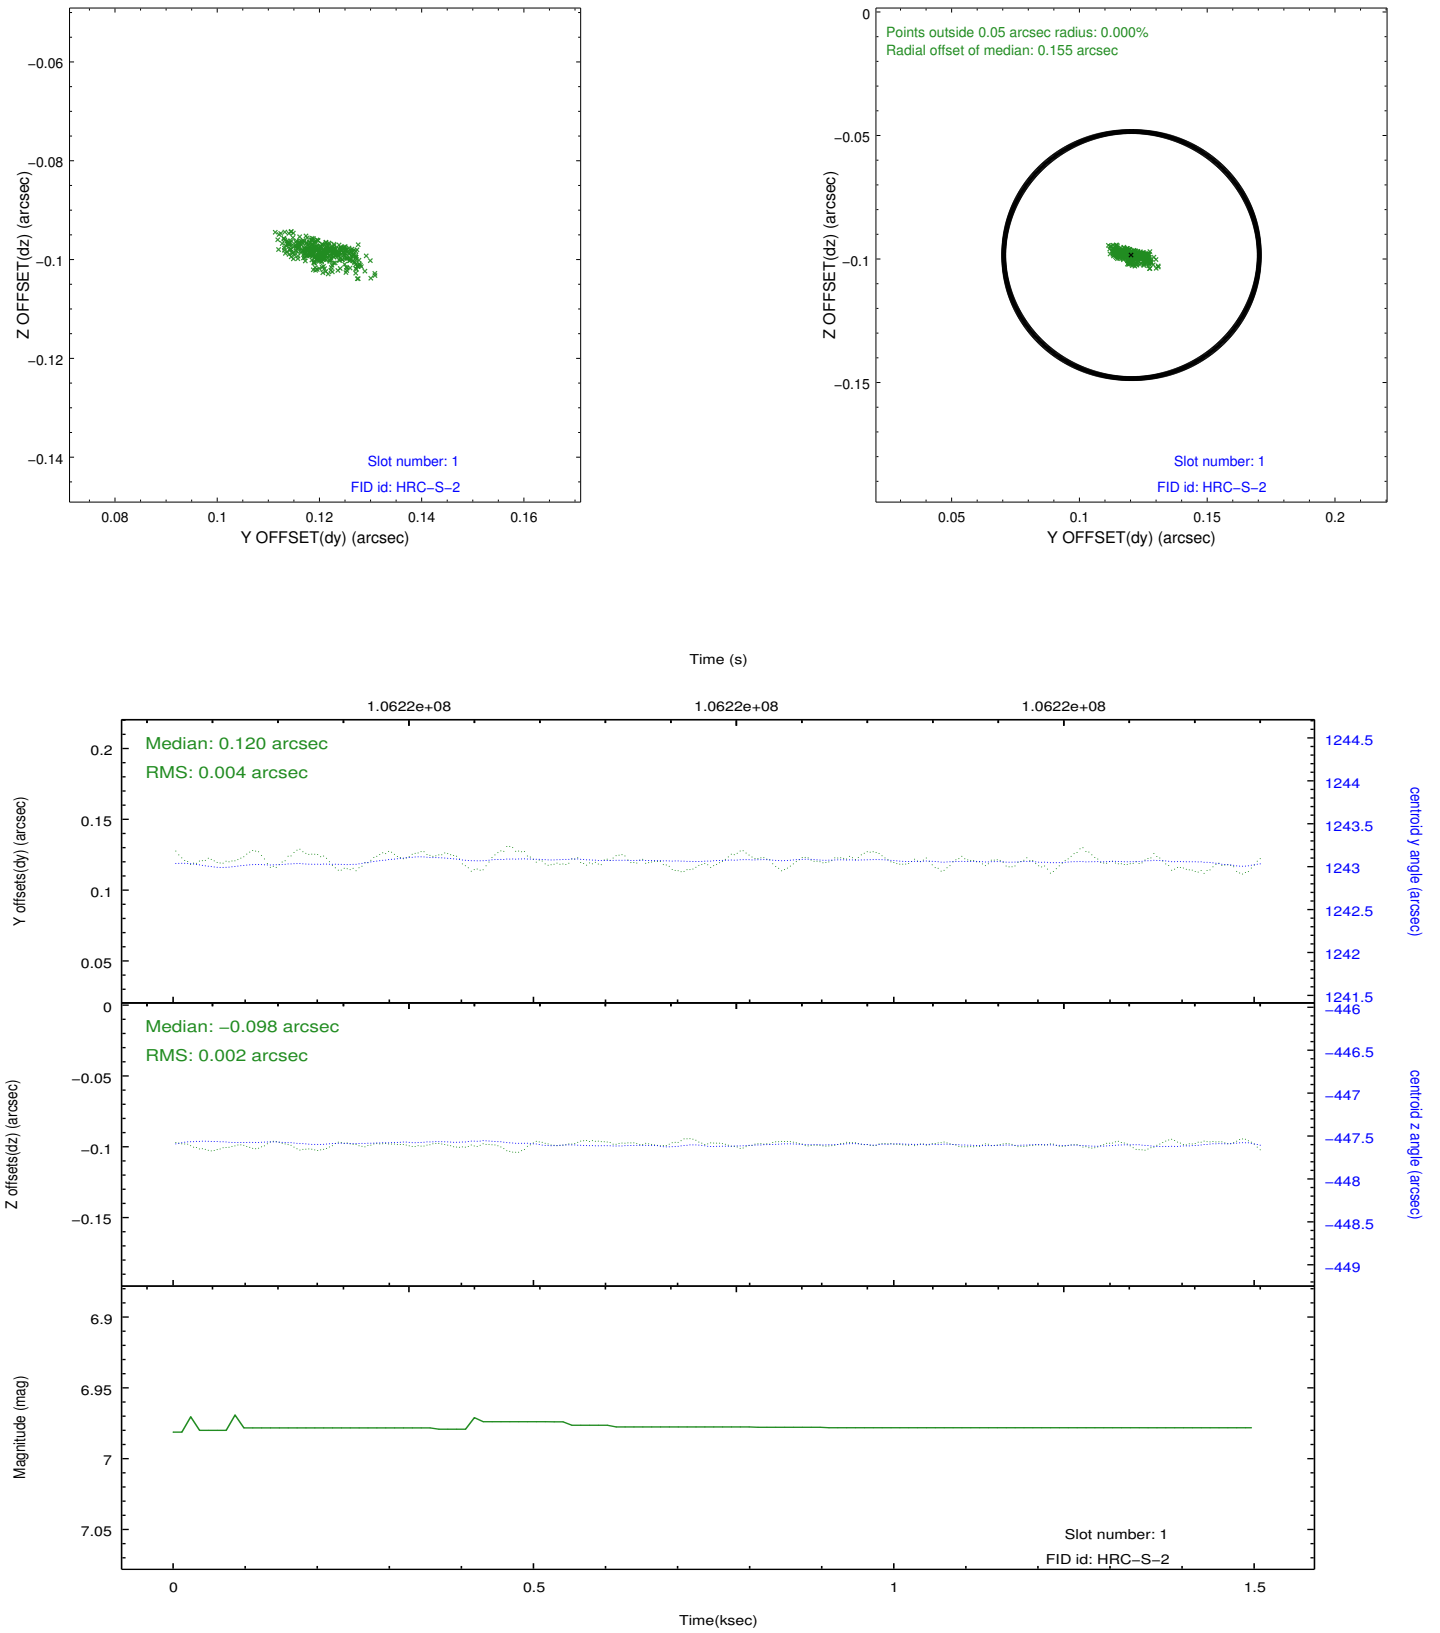 −0.06
−0.08
−0.1
−0.12
−0.14
Z OFFSET(dz) (arcsec)
Slot number: 1
FID id: HRC−S−2
0.08
0.1
0.12
0.14
0.16
Y OFFSET(dy) (arcsec)
Points outside 0.05 arcsec radius: 0.000%
Radial offset of median: 0.155 arcsec
0
−0.05
−0.1
−0.15
Z OFFSET(dz) (arcsec)
Slot number: 1
FID id: HRC−S−2
0.05
0.1
0.15
0.2
Y OFFSET(dy) (arcsec)
Time (s)
1.0622e+08
1.0622e+08
1.0622e+08
Median: 0.120 arcsec
RMS: 0.004 arcsec
0.2
0.15
0.1
0.05
Y offsets(dy) (arcsec)
1244.5
1244
1243.5
1243
1242.5
1242
1241.5
centroid y angle (arcsec)
Median: −0.098 arcsec
RMS: 0.002 arcsec
0
−0.05
−0.1
−0.15
Z offsets(dz) (arcsec)
−446
−446.5
−447
−447.5
−448
−448.5
−449
centroid z angle (arcsec)
6.9
6.95
7
7.05
Magnitude (mag)
Slot number: 1
FID id: HRC−S−2
0
0.5
1
1.5
Time(ksec)